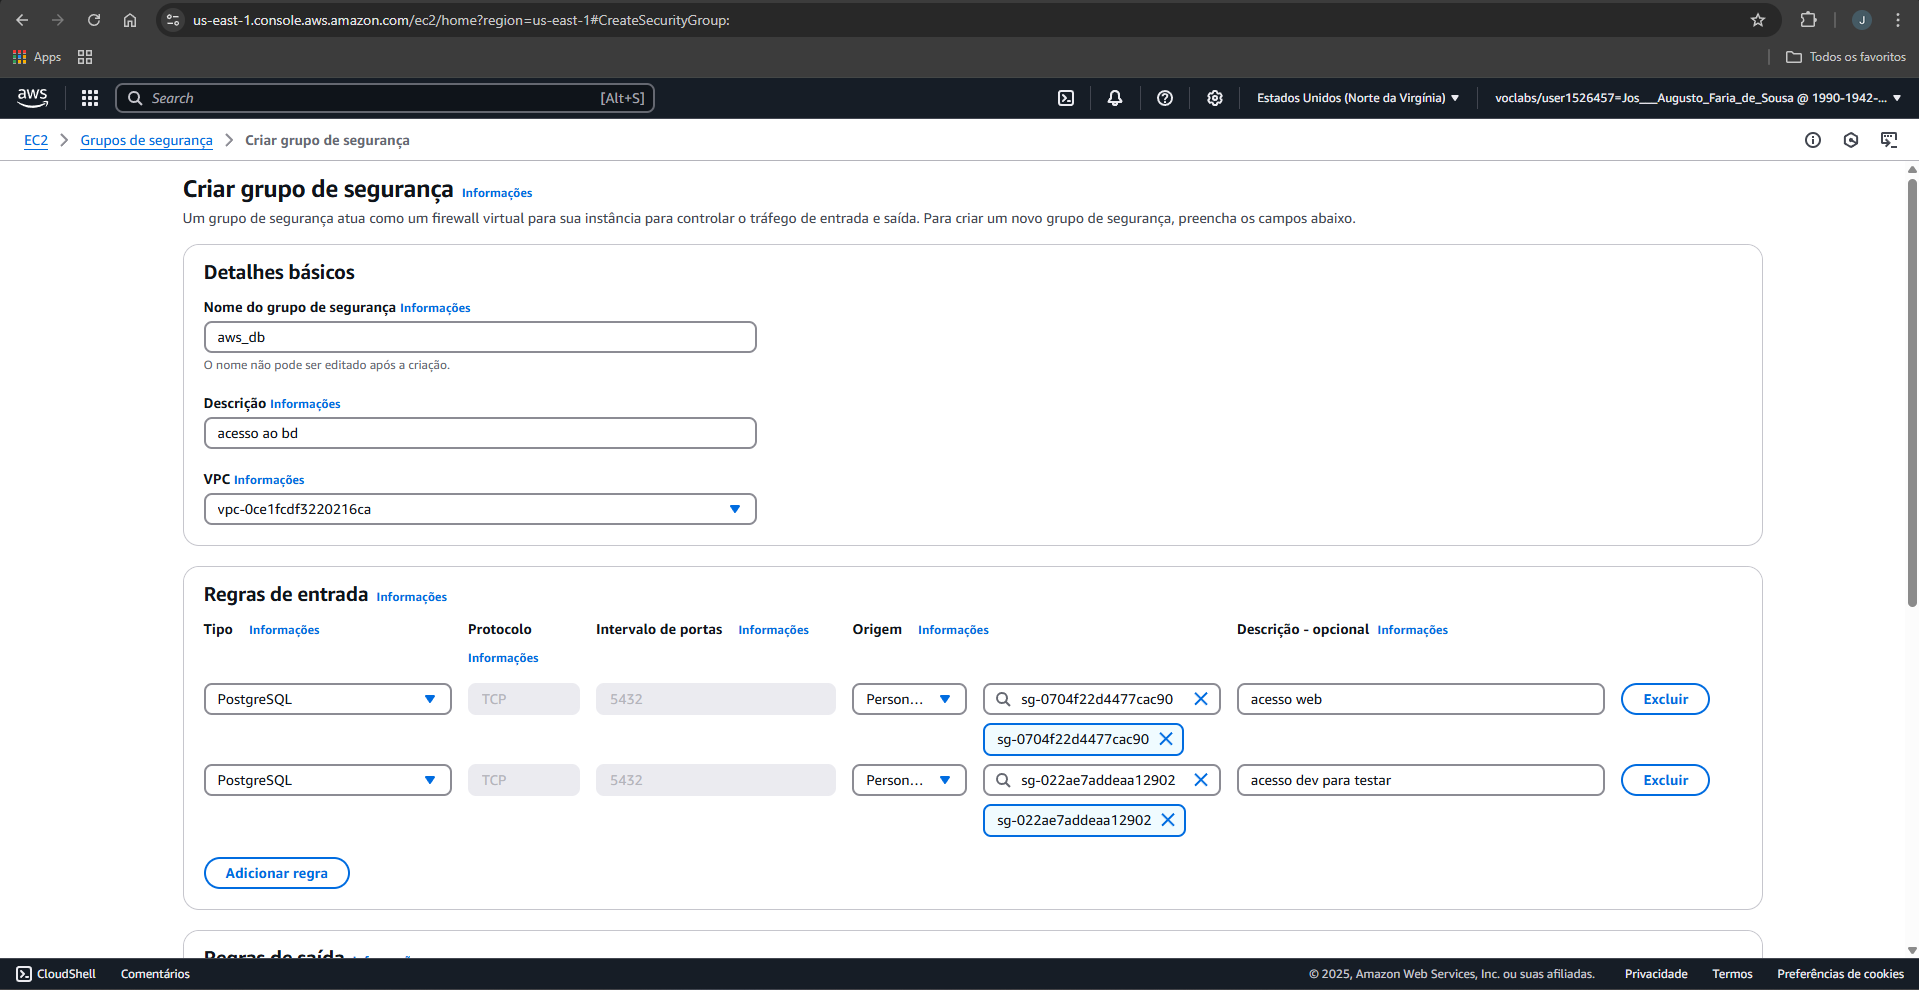 us-east-1.console.aws.amazon.com/ec2/home?region=us-east-1#CreateSecurityGroup:
J
Apps
Todos os favoritos
aws
Search
[Alt+S]
Estados Unidos (Norte da Virgínia)
voclabs/user1526457=Jos___Augusto_Faria_de_Sousa @ 1990-1942-...
EC2
Grupos de segurança
Criar grupo de segurança
Criar grupo de segurança Informações
Um grupo de segurança atua como um firewall virtual para sua instância para controlar o tráfego de entrada e saída. Para criar um novo grupo de segurança, preencha os campos abaixo.
Detalhes básicos
Nome do grupo de segurança Informações
aws_db
O nome não pode ser editado após a criação.
Descrição Informações
acesso ao bd
VPC Informações
vpc-0ce1fcdf3220216ca
Regras de entrada Informações
Tipo Informações
Protocolo
Informações
Intervalo de portas Informações
Origem Informações
Descrição - opcional Informações
PostgreSQL
TCP
5432
Person...
sg-0704f22d4477cac90
acesso web
Excluir
sg-0704f22d4477cac90
PostgreSQL
TCP
5432
Person...
sg-022ae7addeaa12902
acesso dev para testar
Excluir
sg-022ae7addeaa12902
Adicionar regra
Regras de saída Informações
CloudShell
Comentários
© 2025, Amazon Web Services, Inc. ou suas afiliadas.
Privacidade
Termos
Preferências de cookies